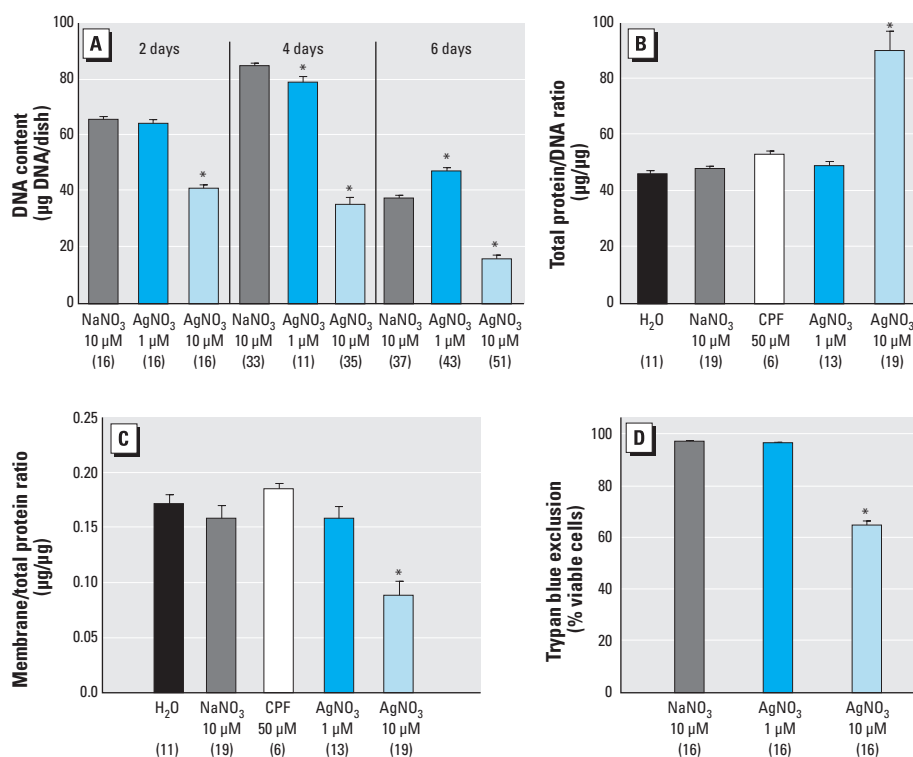 A
2 days 4 days 6 days
DNA content
(µg DNA/dish)
100
80
60
40
20
0
* * * * *
NaNO₃ AgNO₃ AgNO₃ NaNO₃ AgNO₃ AgNO₃ NaNO₃ AgNO₃ AgNO₃
10 µM 1 µM 10 µM 10 µM 1 µM 10 µM 10 µM 1 µM 10 µM
(16) (16) (16) (33) (11) (35) (37) (43) (51)
B
Total protein/DNA ratio
(µg/µg)
100
80
60
40
20
0
*
H₂O NaNO₃ CPF AgNO₃ AgNO₃
10 µM 50 µM 1 µM 10 µM
(11) (19) (6) (13) (19)
C
Membrane/total protein ratio
(µg/µg)
0.25
0.20
0.15
0.10
0.05
0.0
*
H₂O NaNO₃ CPF AgNO₃ AgNO₃
10 µM 50 µM 1 µM 10 µM
(11) (19) (6) (13) (19)
D
Trypan blue exclusion
(% viable cells)
100
80
60
40
20
0
*
NaNO₃ AgNO₃ AgNO₃
10 µM 1 µM 10 µM
(16) (16) (16)